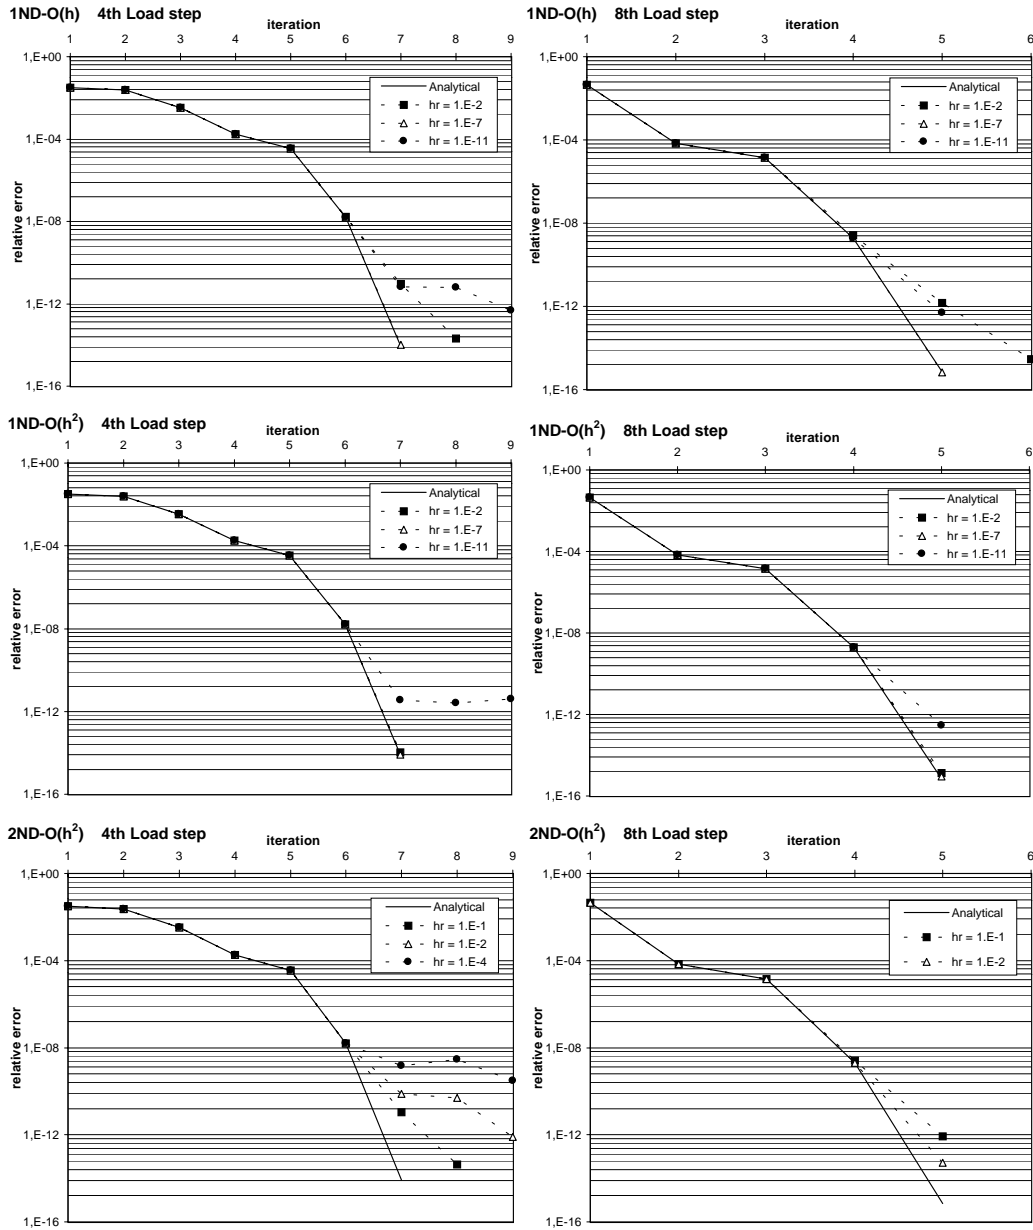 1ND-O(h) 4th Load step
iteration
1 2 3 4 5 6 7 8 9
1,E+00
1,E-04
1,E-08
1,E-12
1,E-16
relative error
Analytical
hr = 1.E-2
hr = 1.E-7
hr = 1.E-11
1ND-O(h) 8th Load step
iteration
1 2 3 4 5 6
1,E+00
1,E-04
1,E-08
1,E-12
1,E-16
relative error
Analytical
hr = 1.E-2
hr = 1.E-7
hr = 1.E-11
1ND-O(h²) 4th Load step
iteration
1 2 3 4 5 6 7 8 9
1,E+00
1,E-04
1,E-08
1,E-12
1,E-16
relative error
Analytical
hr = 1.E-2
hr = 1.E-7
hr = 1.E-11
1ND-O(h²) 8th Load step
iteration
1 2 3 4 5 6
1,E+00
1,E-04
1,E-08
1,E-12
1,E-16
relative error
Analytical
hr = 1.E-2
hr = 1.E-7
hr = 1.E-11
2ND-O(h²) 4th Load step
iteration
1 2 3 4 5 6 7 8 9
1,E+00
1,E-04
1,E-08
1,E-12
1,E-16
relative error
Analytical
hr = 1.E-1
hr = 1.E-2
hr = 1.E-4
2ND-O(h²) 8th Load step
iteration
1 2 3 4 5 6
1,E+00
1,E-04
1,E-08
1,E-12
1,E-16
relative error
Analytical
hr = 1.E-1
hr = 1.E-2